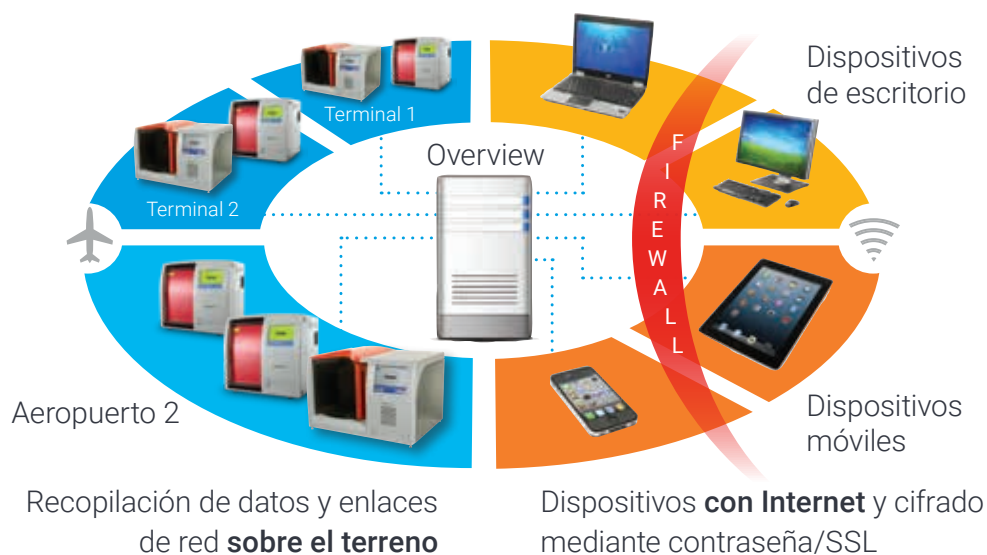 Terminal 1
Terminal 2
Overview
Dispositivos
de escritorio
FIREWALL
Aeropuerto 2
Dispositivos
móviles
Recopilación de datos y enlaces
de red sobre el terreno
Dispositivos con Internet y cifrado
mediante contraseña/SSL